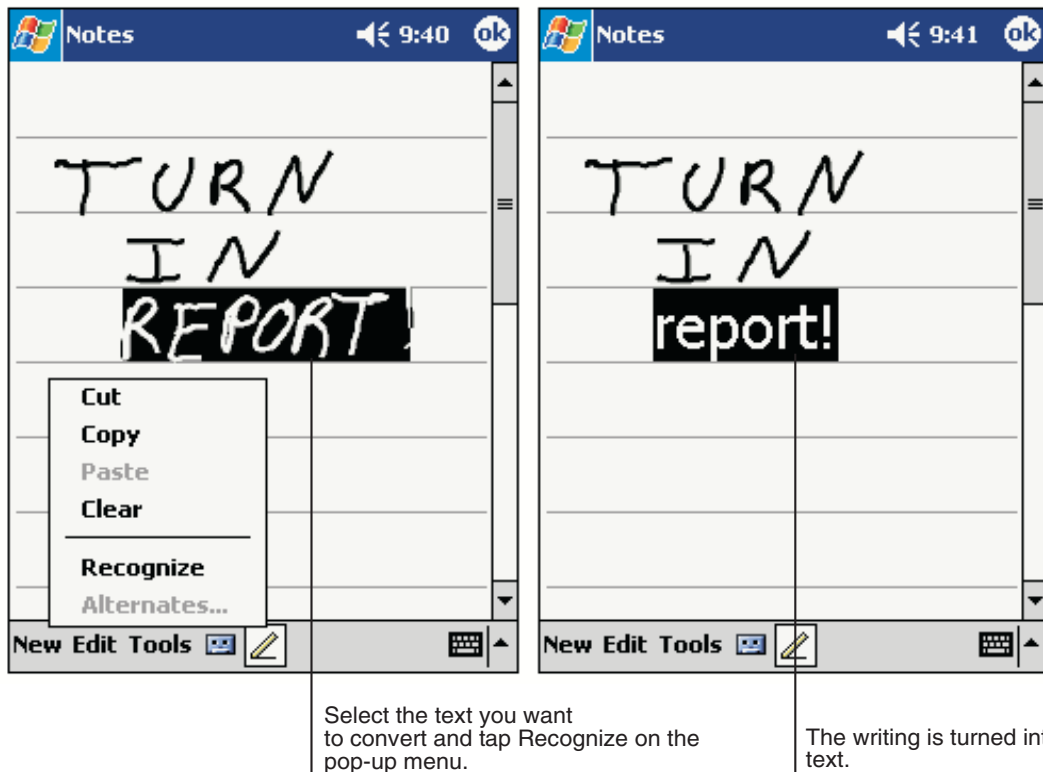 Notes 9:40 ok
TURN
IN
REPORT!
Cut
Copy
Paste
Clear
Recognize
Alternates...
New Edit Tools
Select the text you want
to convert and tap Recognize on the
pop-up menu.
Notes 9:41 ok
TURN
IN
report!
New Edit Tools
The writing is turned int
text.